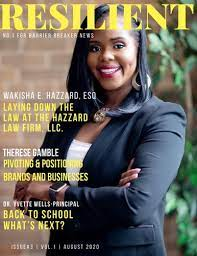 RESILIENT
NO.1 FOR BARRIER BREAKER NEWS
WAKISHA E. HAZZARD, ESQ
LAYING DOWN THE
LAW AT THE HAZZARD
LAW FIRM, LLC.
THERESE GAMBLE
PIVOTING & POSITIONING
BRANDS AND BUSINESSES
DR. YVETTE WELLS-PRINCIPAL
BACK TO SCHOOL
WHAT'S NEXT?
ISSUE#3 | VOL.1 | AUGUST 2020